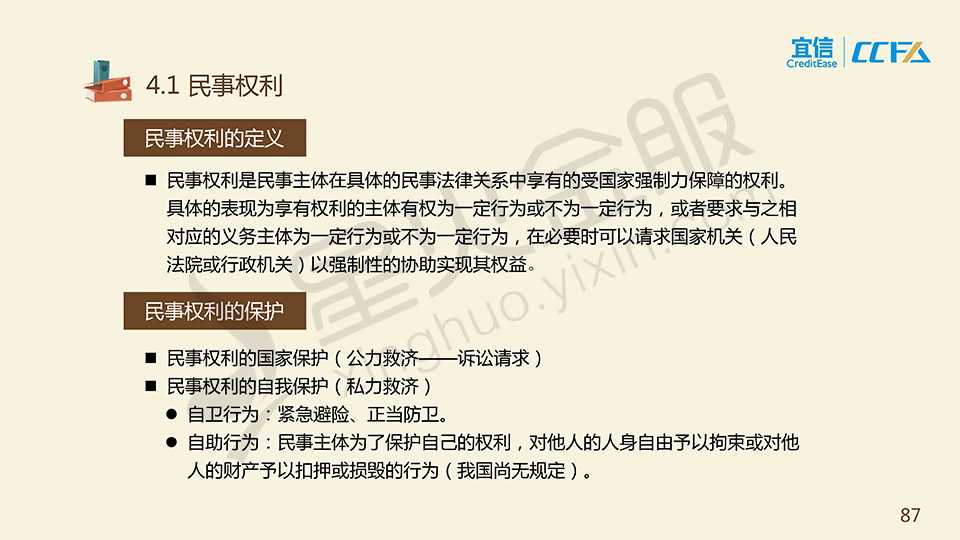 宜信
CreditEase
CCFA
4.1 民事权利
民事权利的定义
■ 民事权利是民事主体在具体的民事法律关系中享有的受国家强制力保障的权利。
具体的表现为享有权利的主体有权为一定行为或不为一定行为，或者要求与之相
对应的义务主体为一定行为或不为一定行为，在必要时可以请求国家机关（人民
法院或行政机关）以强制性的协助实现其权益。
民事权利的保护
■ 民事权利的国家保护（公力救济——诉讼请求）
■ 民事权利的自我保护（私力救济）
● 自卫行为：紧急避险、正当防卫。
● 自助行为：民事主体为了保护自己的权利，对他人的人身自由予以拘束或对他
人的财产予以扣押或损毁的行为（我国尚无规定）。
星火金服
xinghuo.yixin.com
87